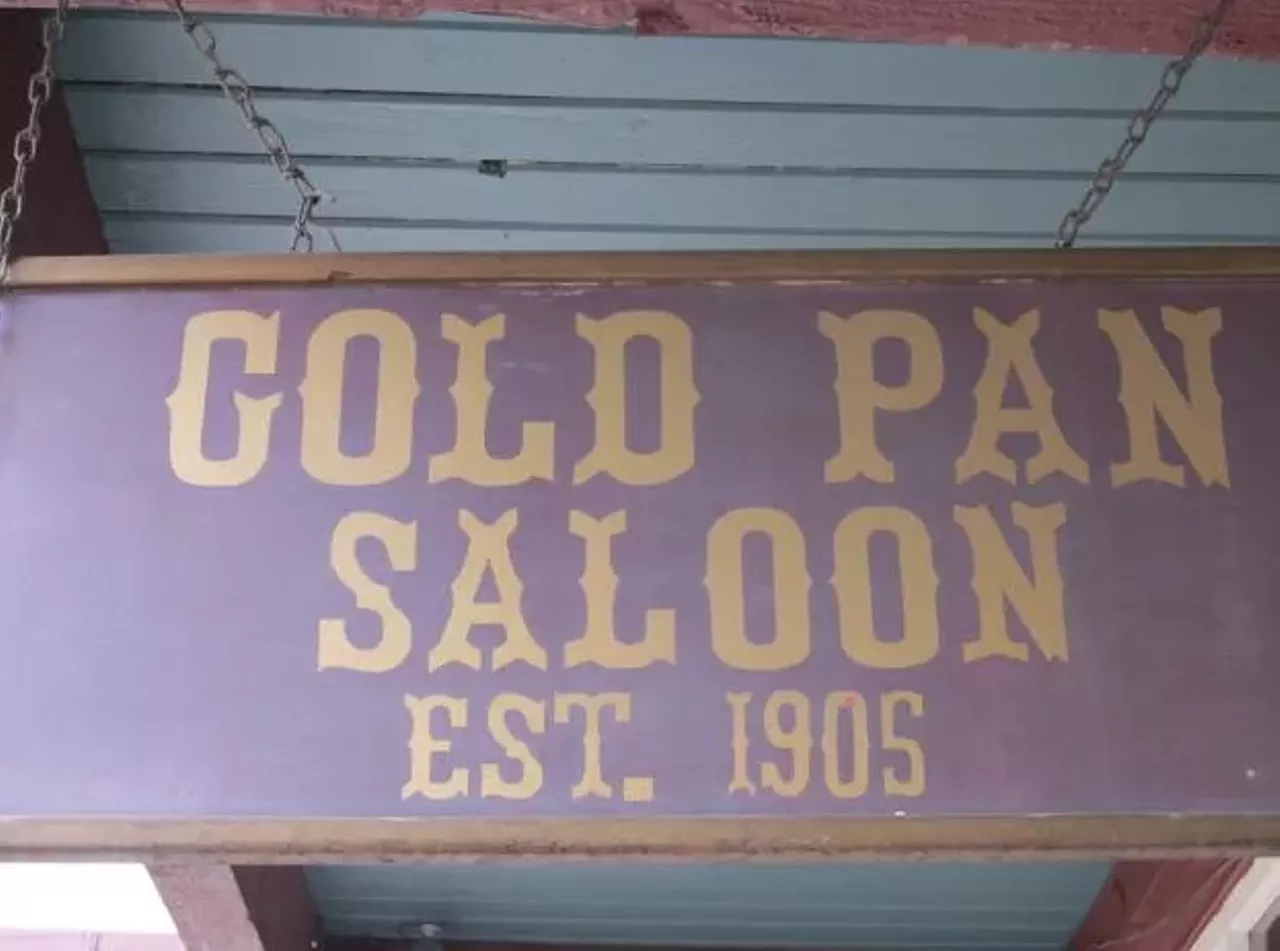 GOLD PAN
SALOON
EST. 1905